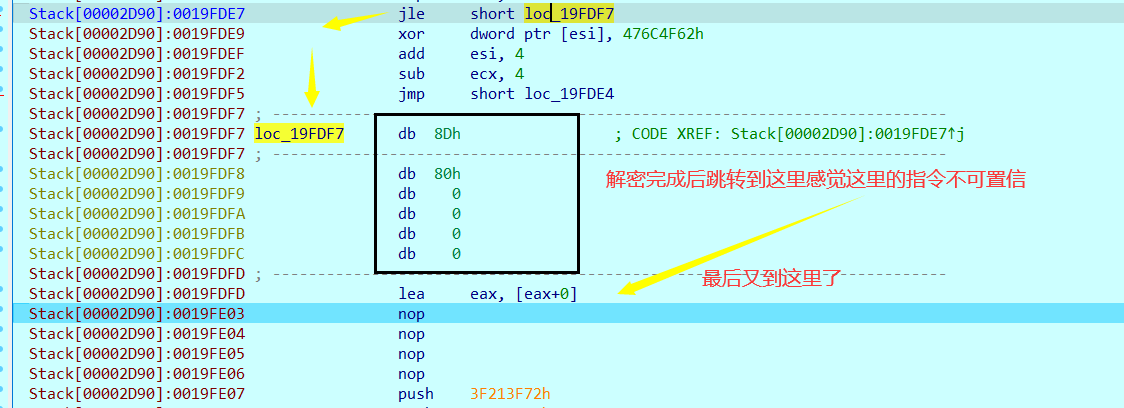 Stack[00002D90]:0019FDE7 jle short loc_19FDF7
Stack[00002D90]:0019FDE9 xor dword ptr [esi], 476C4F62h
Stack[00002D90]:0019FDEF add esi, 4
Stack[00002D90]:0019FDF2 sub ecx, 4
Stack[00002D90]:0019FDF5 jmp short loc_19FDE4
Stack[00002D90]:0019FDF7 ; ---------------------------------------------------------------------------
Stack[00002D90]:0019FDF7 loc_19FDF7 db 8Dh ; CODE XREF: Stack[00002D90]:0019FDE7↑j
Stack[00002D90]:0019FDF7 ; ---------------------------------------------------------------------------
Stack[00002D90]:0019FDF8 db 80h
解密完成后跳转到这里感觉这里的指令不可置信
Stack[00002D90]:0019FDF9 db 0
Stack[00002D90]:0019FDFA db 0
Stack[00002D90]:0019FDFB db 0
Stack[00002D90]:0019FDFC db 0
Stack[00002D90]:0019FDFD ; ---------------------------------------------------------------------------
最后又到这里了
Stack[00002D90]:0019FDFD lea eax, [eax+0]
Stack[00002D90]:0019FE03 nop
Stack[00002D90]:0019FE04 nop
Stack[00002D90]:0019FE05 nop
Stack[00002D90]:0019FE06 nop
Stack[00002D90]:0019FE07 push 3F213F72h